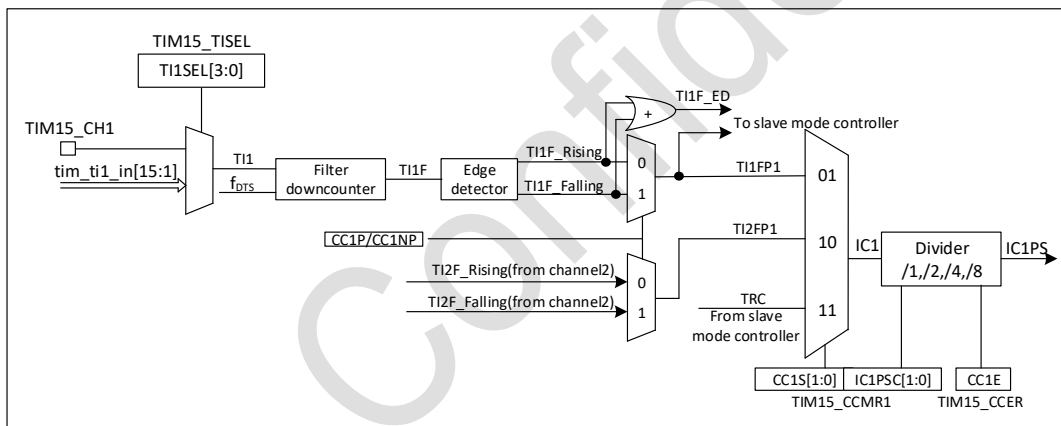 TIM15_TISEL
TI1SEL[3:0]
TIM15_CH1
tim_ti1_in[15:1]
TI1
fDTS
Filter
downcounter
TI1F
Edge
detector
TI1F_Rising
TI1F_Falling
TI1F_ED
+
To slave mode controller
0
1
TI1FP1
01
CC1P/CC1NP
TI2FP1
10
TI2F_Rising(from channel2)
TI2F_Falling(from channel2)
0
1
TRC
From slave
mode controller
11
IC1
Divider
/1,/2,/4,/8
IC1PS
CC1S[1:0]
IC1PSC[1:0]
CC1E
TIM15_CCMR1
TIM15_CCER